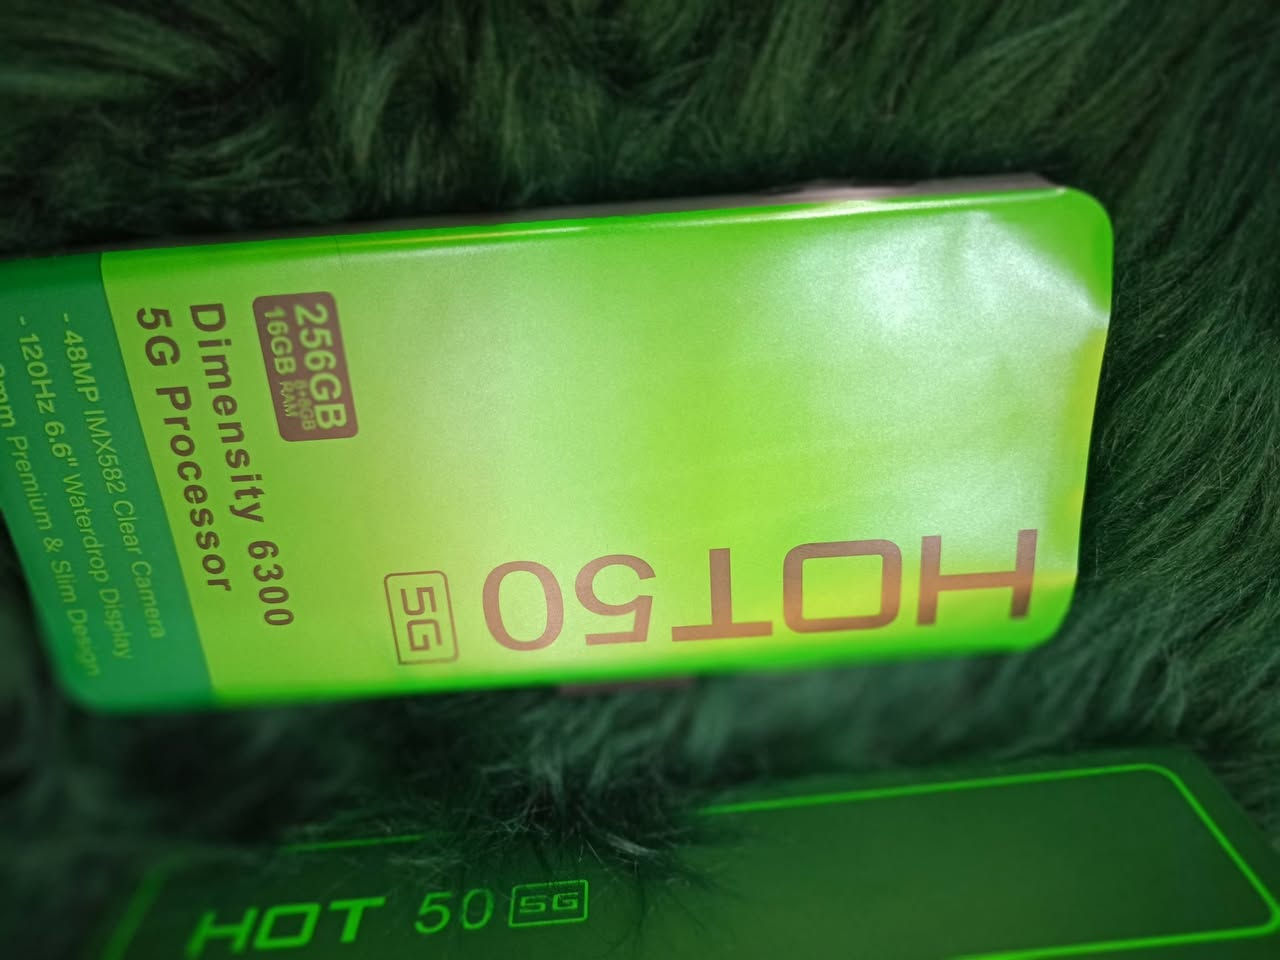 HOT50
5G
256GB
8+8GB
16GB RAM
Dimensity 6300
5G Processor
- 48MP IMX582 Clear Camera
- 120Hz 6.6" Waterdrop Display
Premium & Slim Design
HOT 50 5G